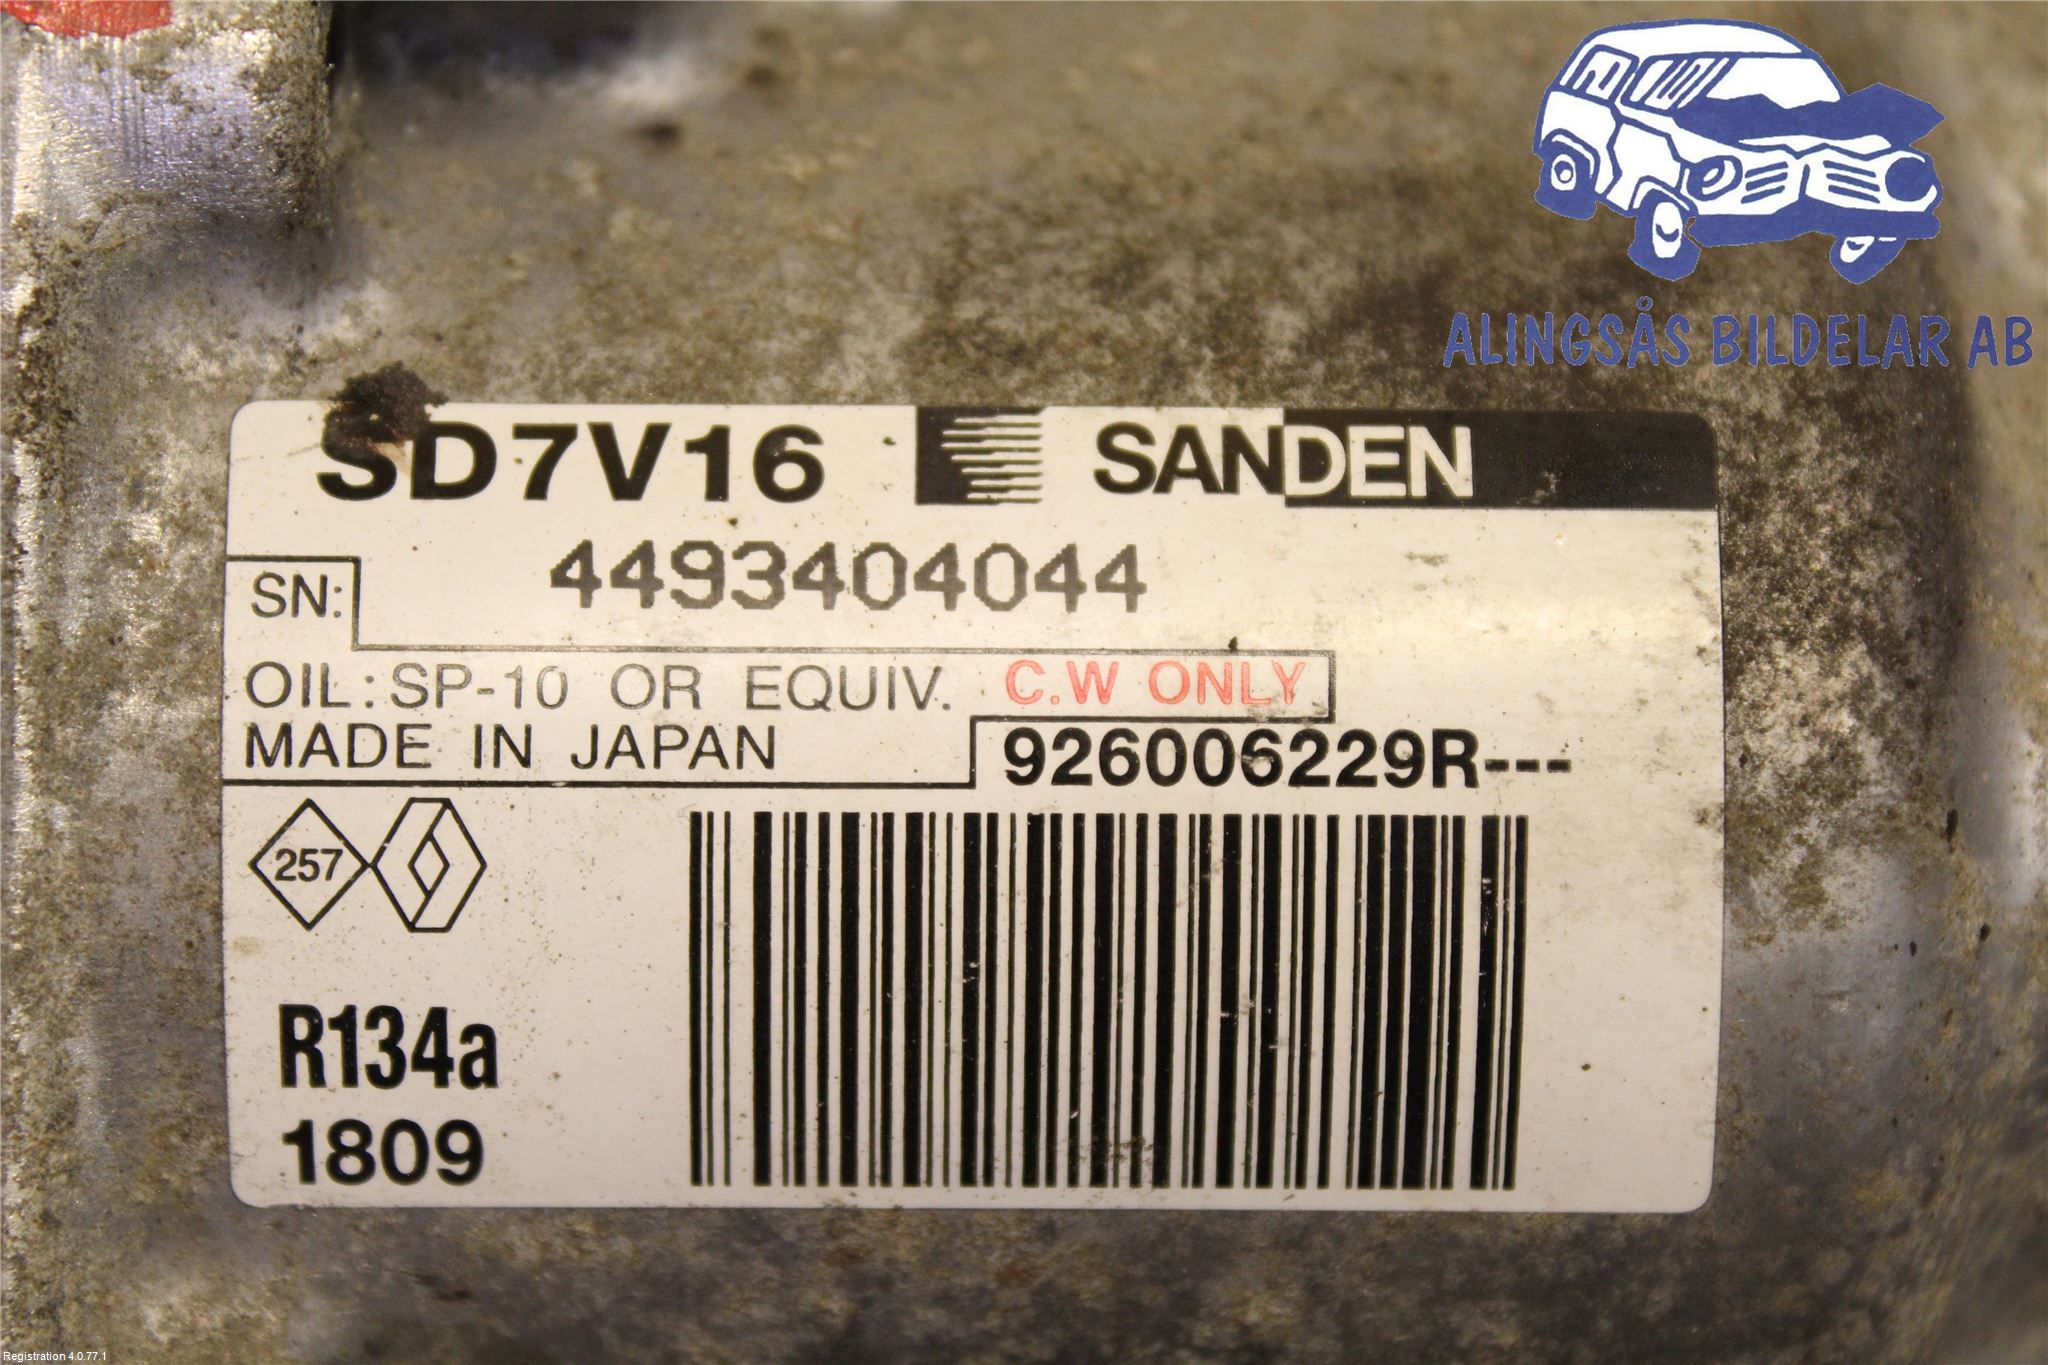 ALINGSÅS BILDELAR AB
SD7V16 SANDEN
SN: 4493404044
OIL: SP-10 OR EQUIV. C.W ONLY
MADE IN JAPAN 926006229R---
257
R134a
1809
Registration 4.0.77.1